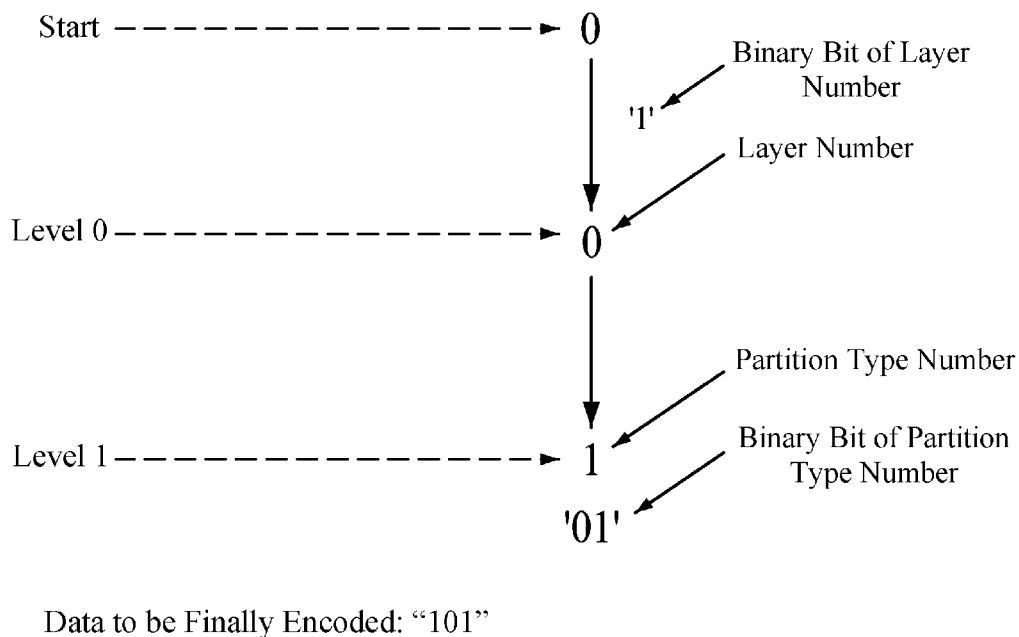 Start
0
Binary Bit of Layer
Number
'1'
Layer Number
Level 0
0
Partition Type Number
Level 1
1
Binary Bit of Partition
Type Number
'01'
Data to be Finally Encoded: “101”